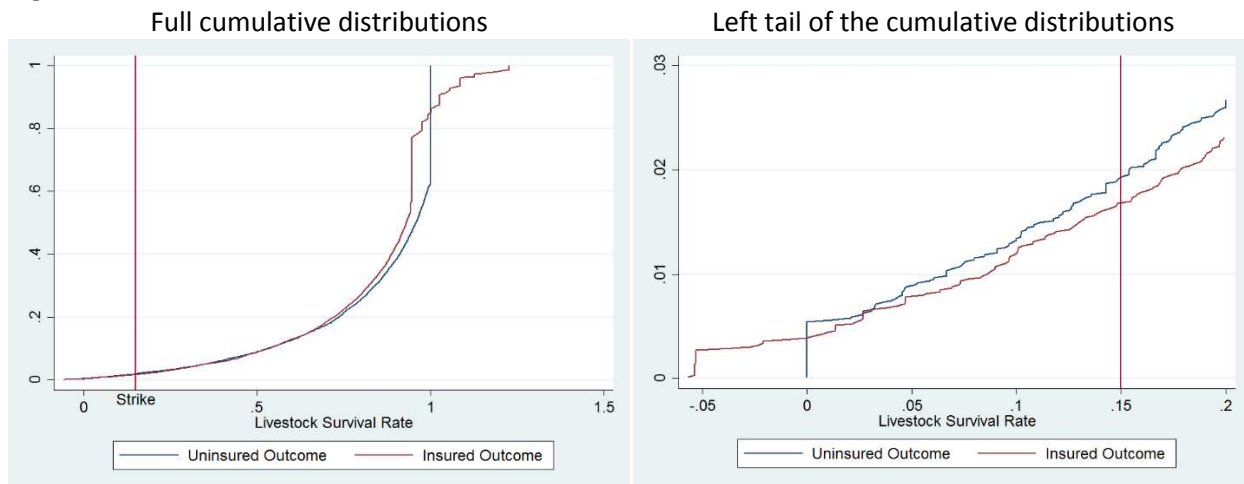 Full cumulative distributions
Left tail of the cumulative distributions
1
.8
.6
.4
.2
0
0
Strike
.5
1
1.5
Livestock Survival Rate
Uninsured Outcome
Insured Outcome
.03
.02
.01
0
-.05
0
.05
.1
.15
.2
Livestock Survival Rate
Uninsured Outcome
Insured Outcome